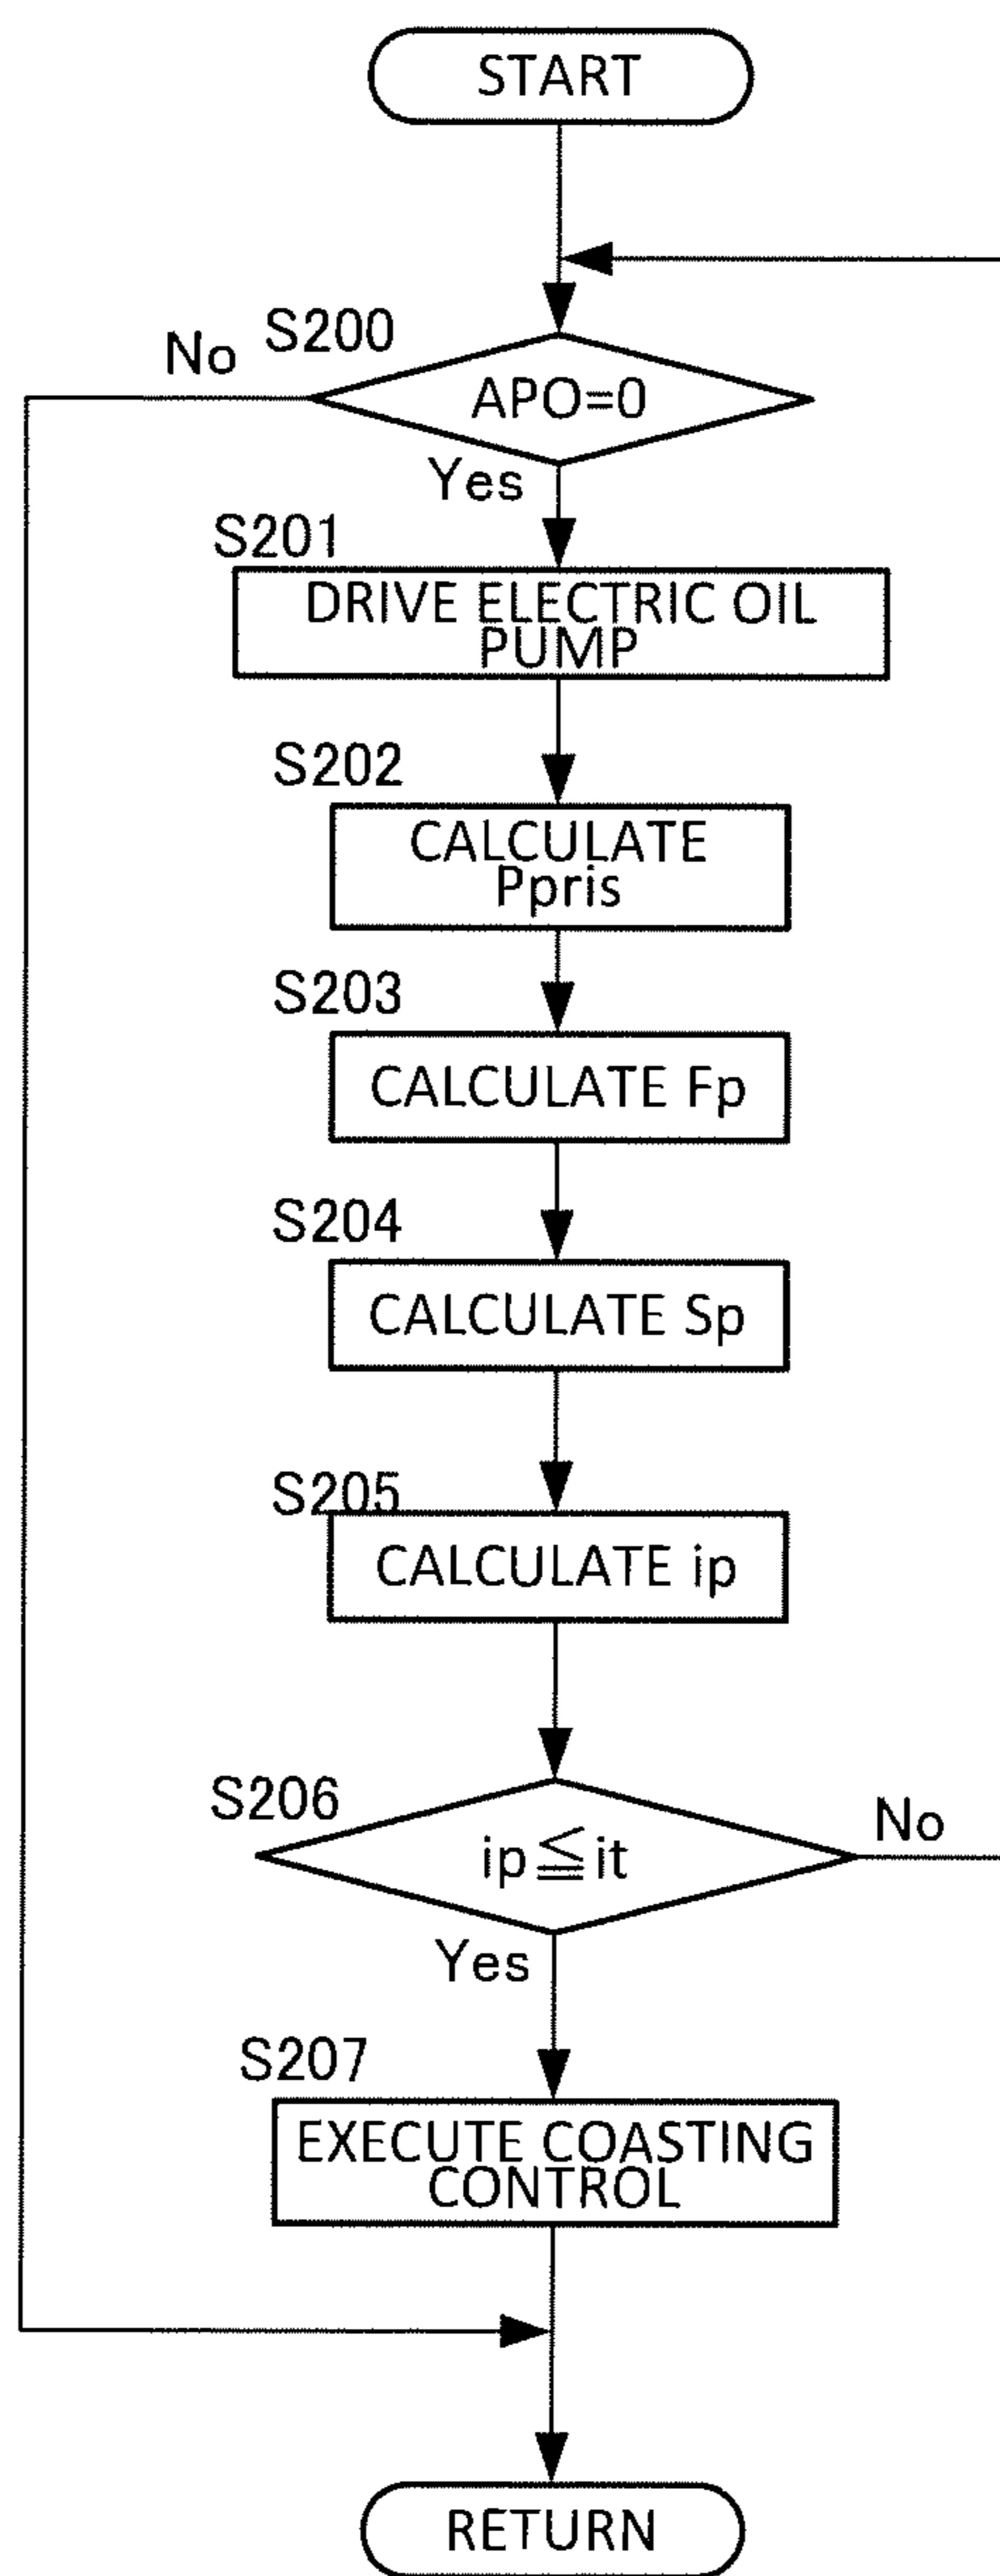 START
S200
No
APO=0
Yes
S201
DRIVE ELECTRIC OIL
PUMP
S202
CALCULATE
Ppris
S203
CALCULATE Fp
S204
CALCULATE Sp
S205
CALCULATE ip
S206
No
ip≦it
Yes
S207
EXECUTE COASTING
CONTROL
RETURN